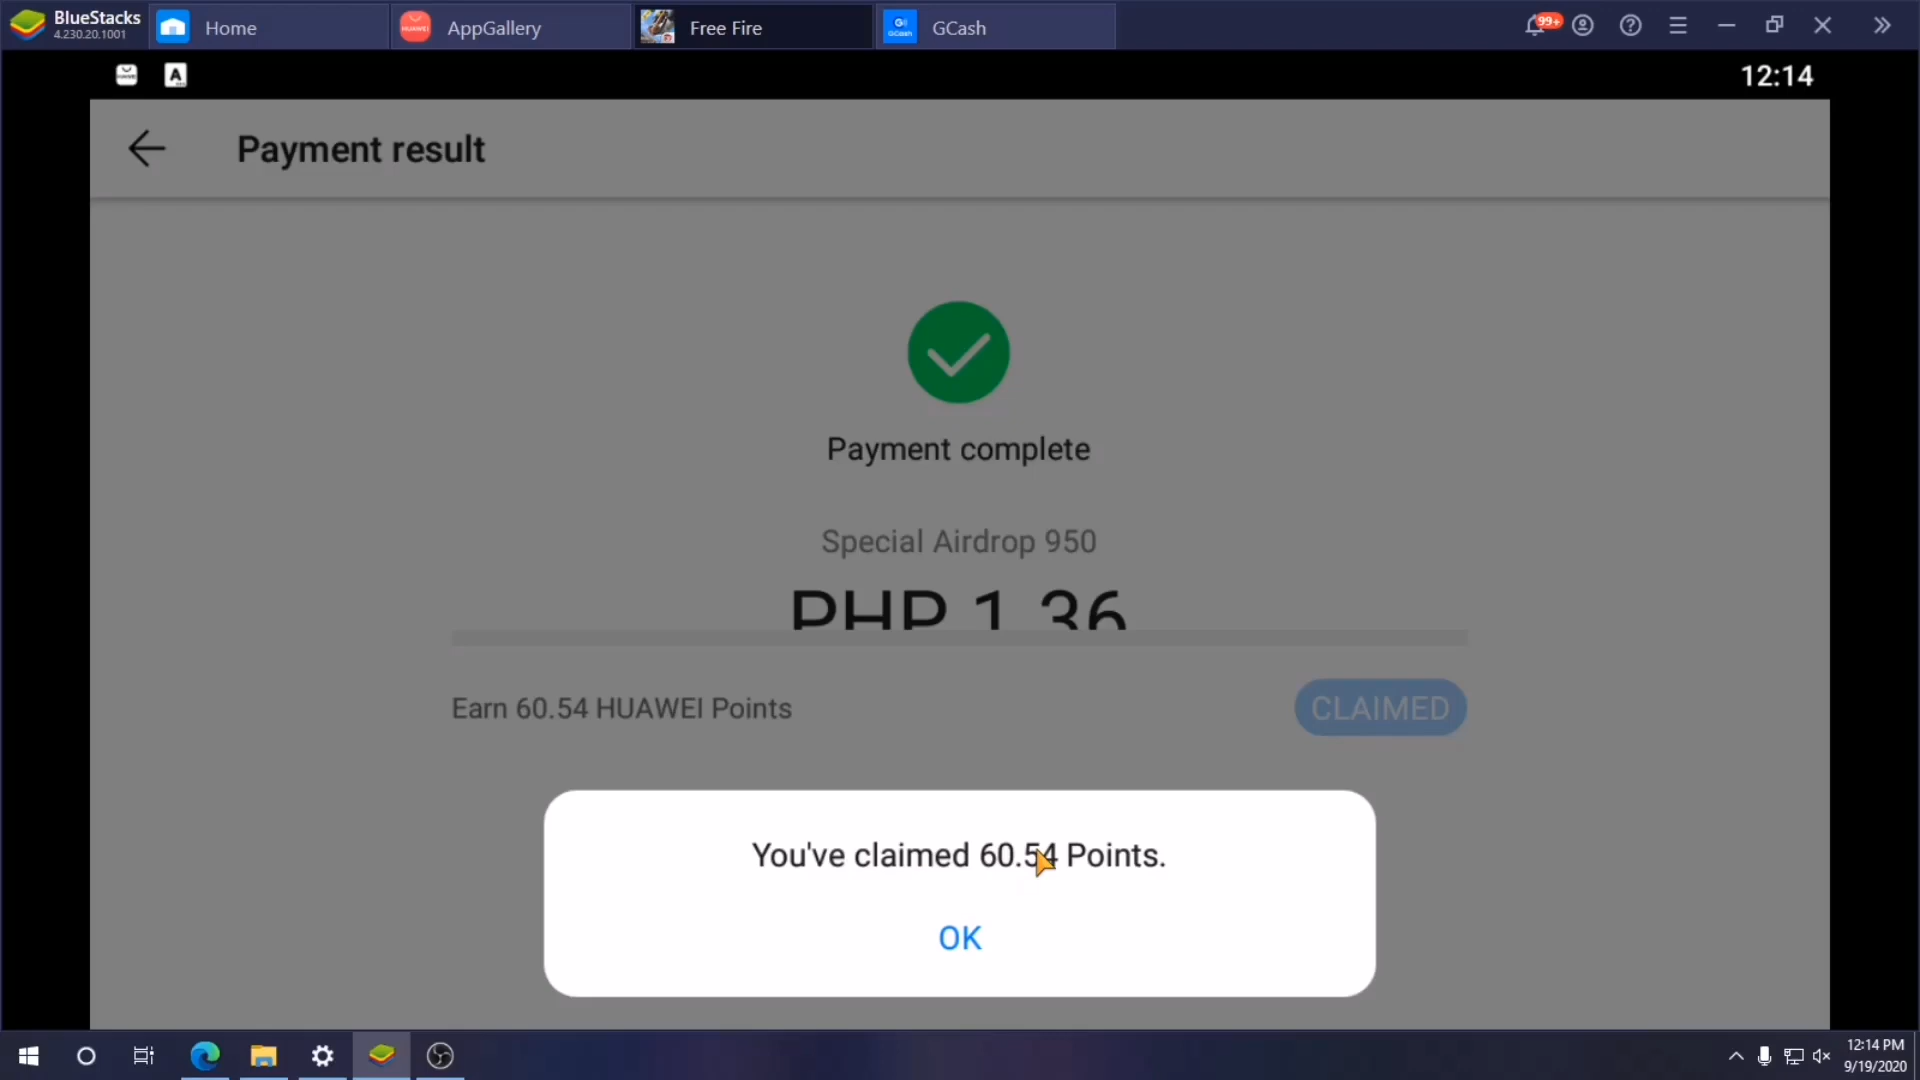 BlueStacks
4.230.20.1001
Home
AppGallery
Free Fire
GCash
99+
12:14
Payment result
Payment complete
Special Airdrop 950
PHP 1.36
Earn 60.54 HUAWEI Points
CLAIMED
You've claimed 60.54 Points.
OK
12:14 PM
9/19/2020